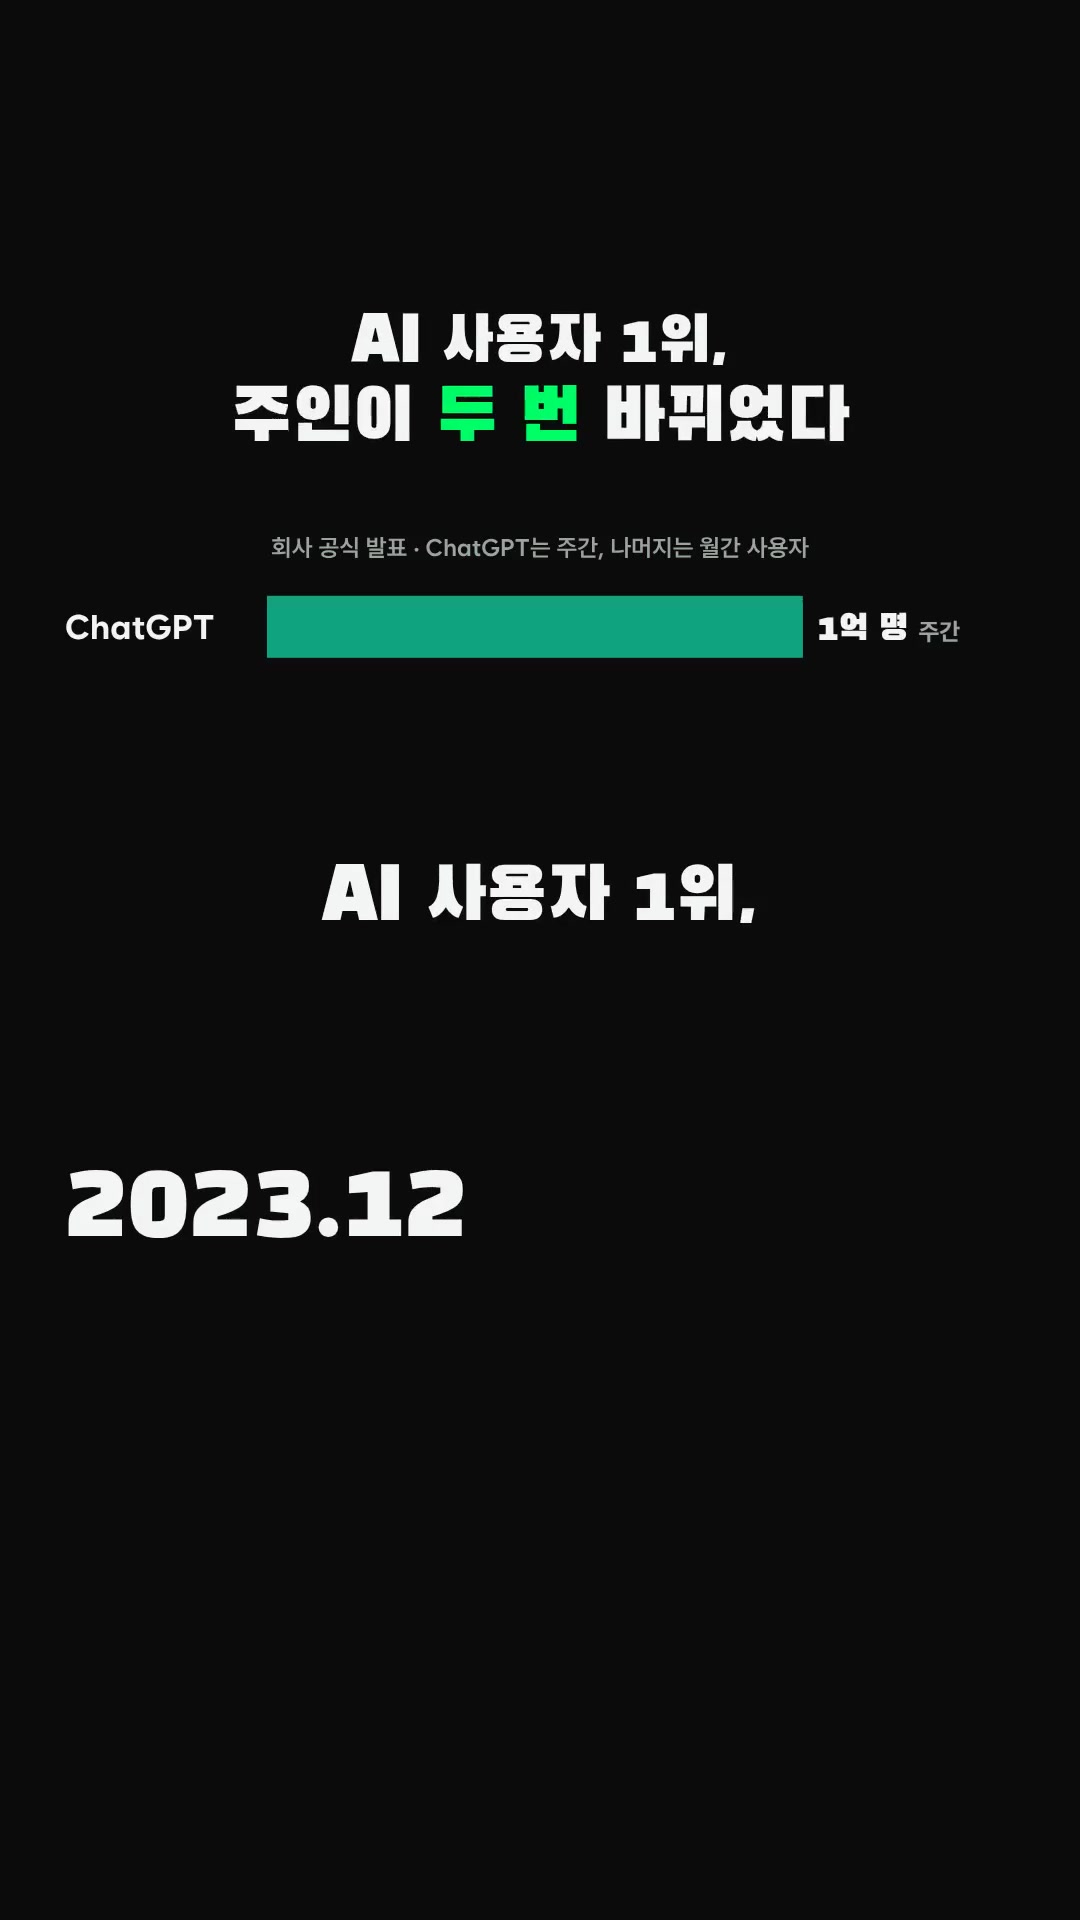 AI 사용자 1위,
주인이 두 번 바뀌었다
회사 공식 발표 · ChatGPT는 주간, 나머지는 월간 사용자
ChatGPT 1억 명 주간
AI 사용자 1위,
2023.12